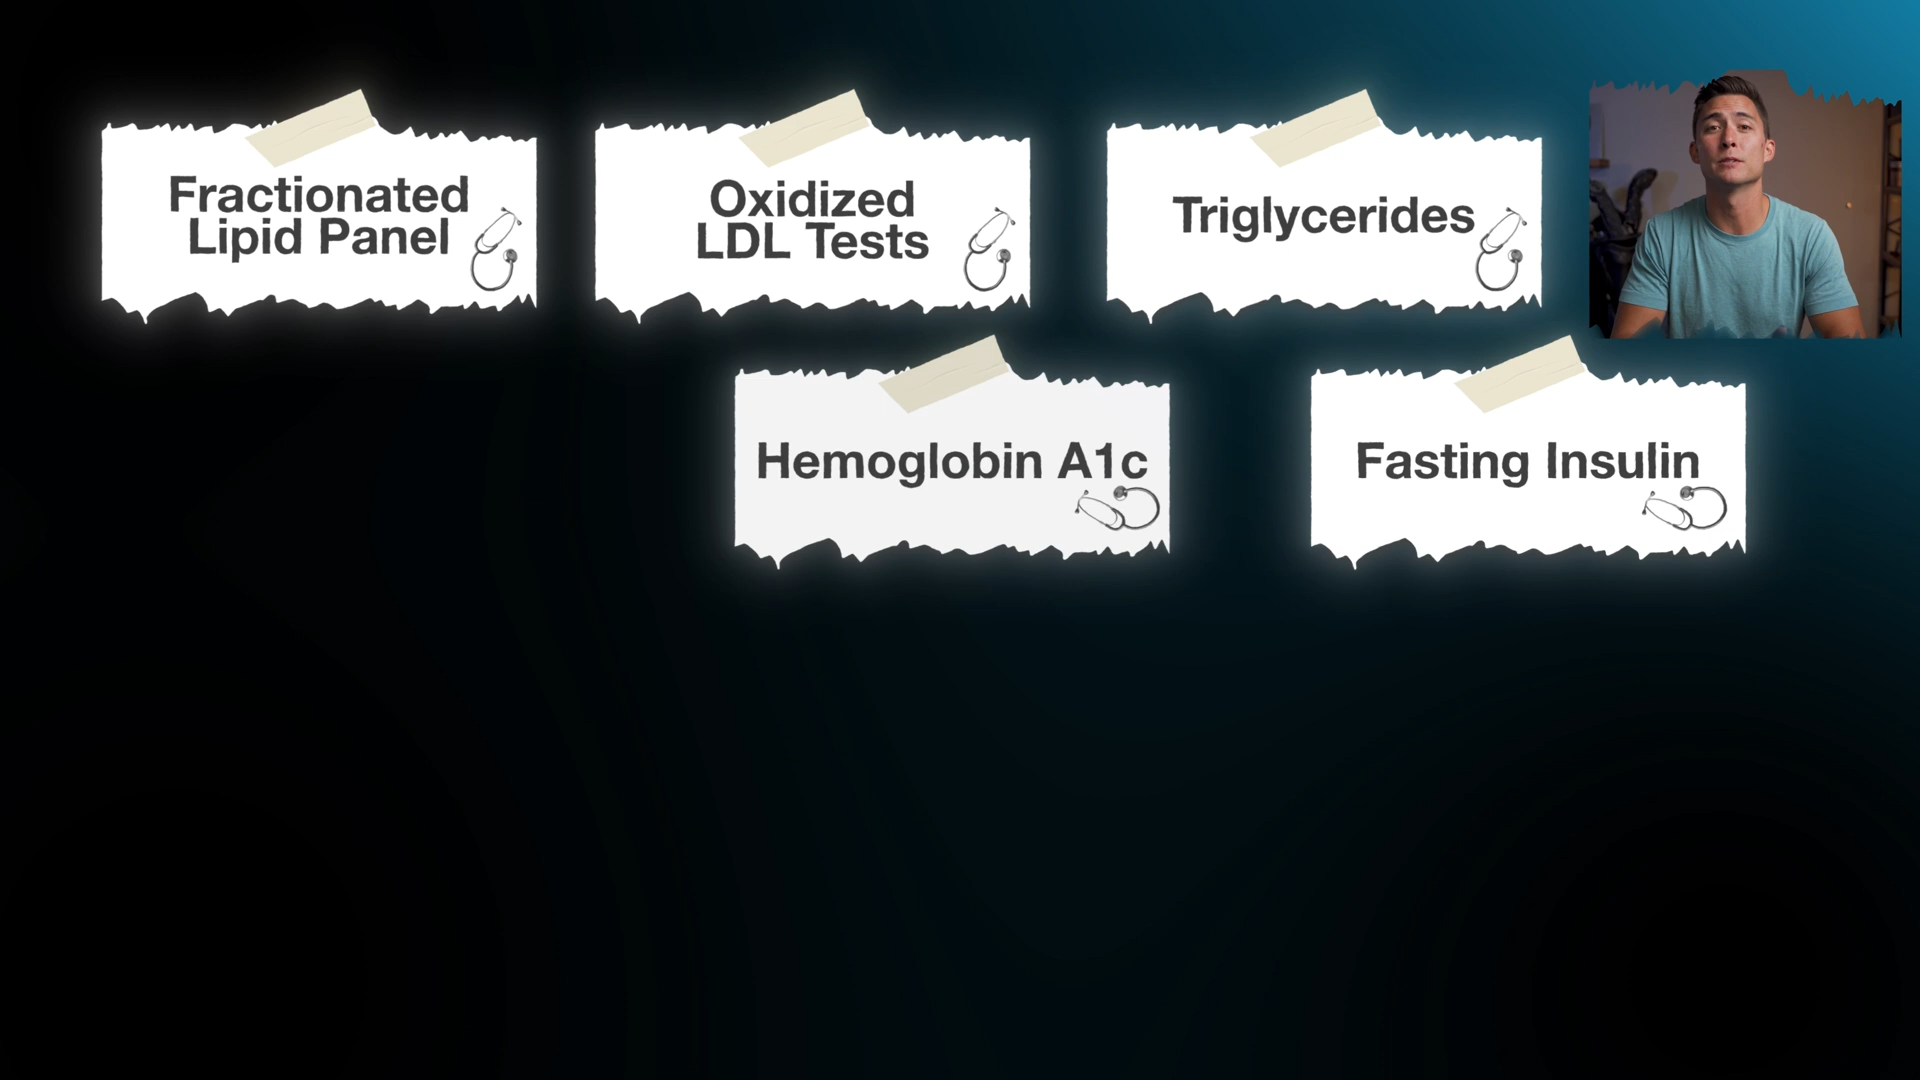 Fractionated
Lipid Panel
Oxidized
LDL Tests
Triglycerides
Hemoglobin A1c
Fasting Insulin